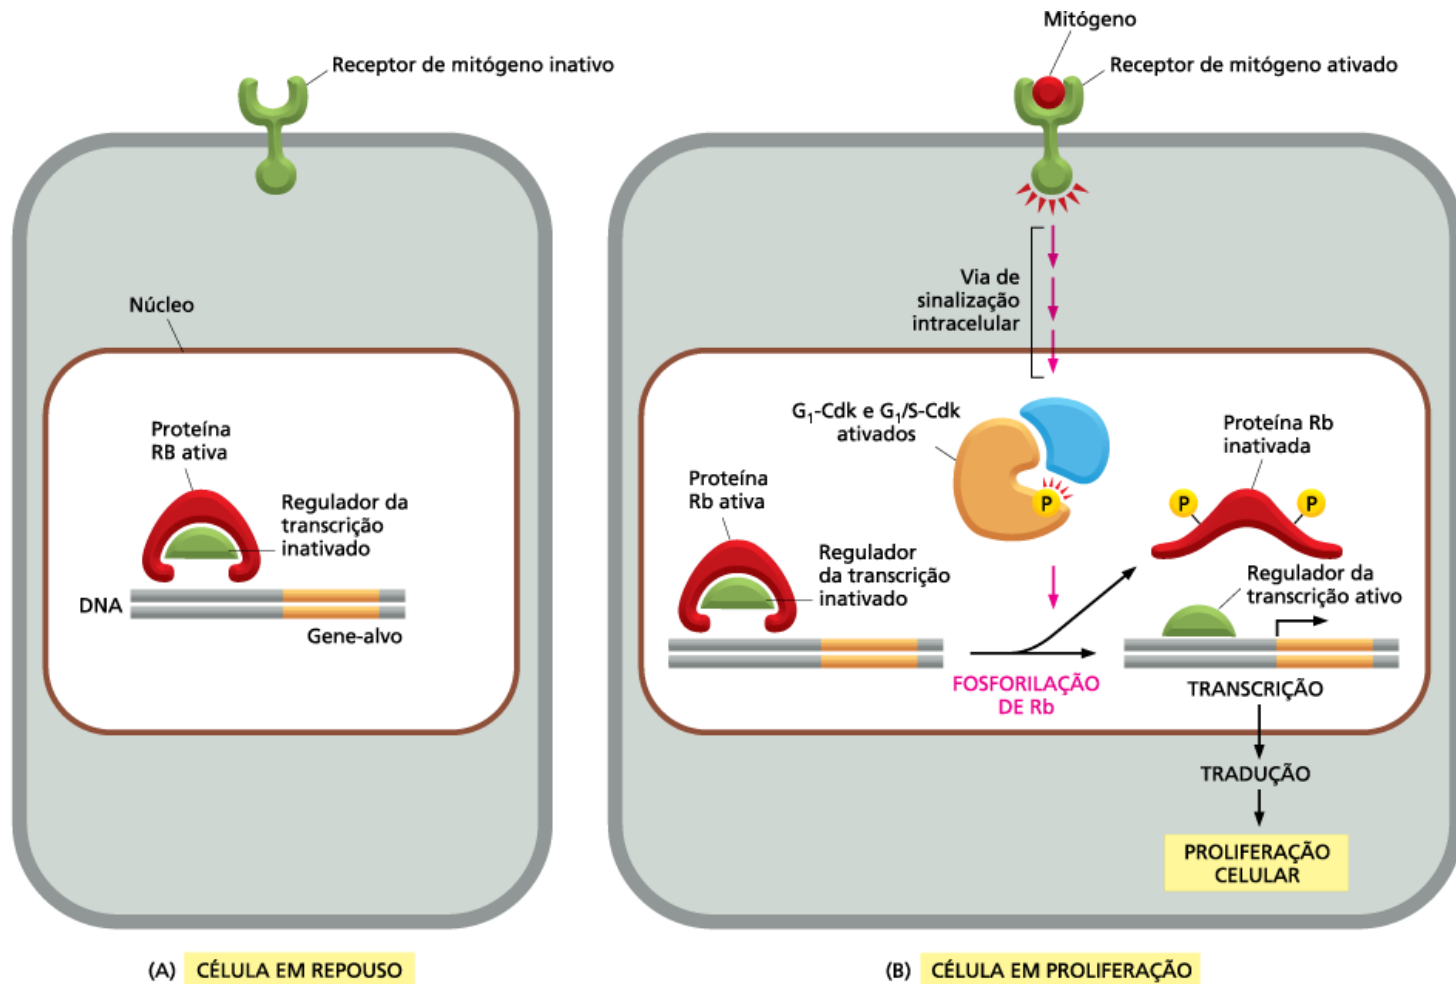 Receptor de mitógeno inativo
Núcleo
Proteína
RB ativa
Regulador da
transcrição
inativado
DNA
Gene-alvo
(A) CÉLULA EM REPOUSO
Mitógeno
Receptor de mitógeno ativado
Via de
sinalização
intracelular
G₁-Cdk e G₁/S-Cdk
ativados
P
Proteína
Rb ativa
Regulador
da transcrição
inativado
FOSFORILAÇÃO
DE Rb
Proteína Rb
inativada
P P
Regulador da
transcrição ativo
TRANSCRIÇÃO
TRADUÇÃO
PROLIFERAÇÃO
CELULAR
(B) CÉLULA EM PROLIFERAÇÃO